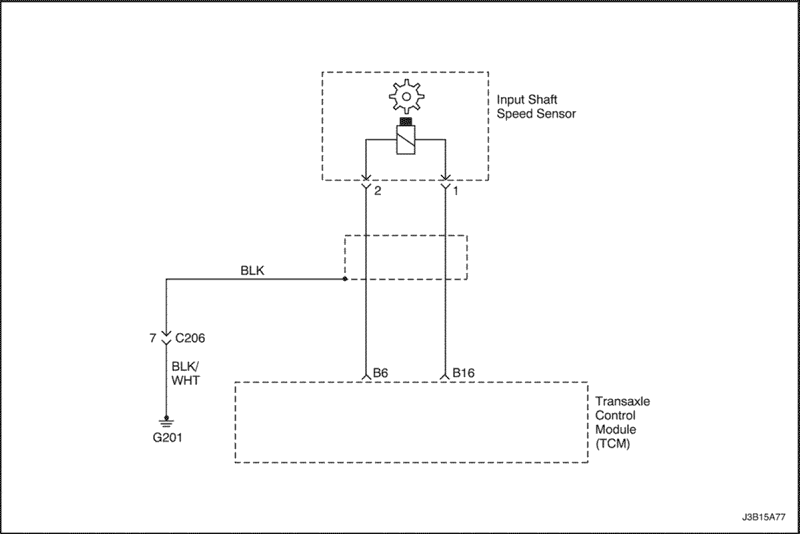 Input Shaft
Speed Sensor
2
1
BLK
7
C206
BLK/
WHT
G201
B6
B16
Transaxle
Control
Module
(TCM)
J3B15A77